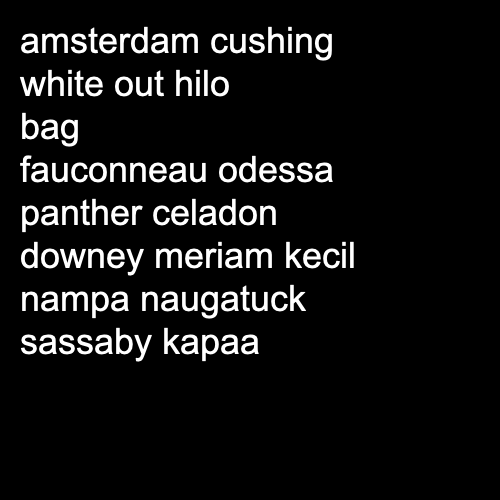 amsterdam cushing
white out hilo
bag
fauconneau odessa
panther celadon
downey meriam kecil
nampa naugatuck
sassaby kapaa